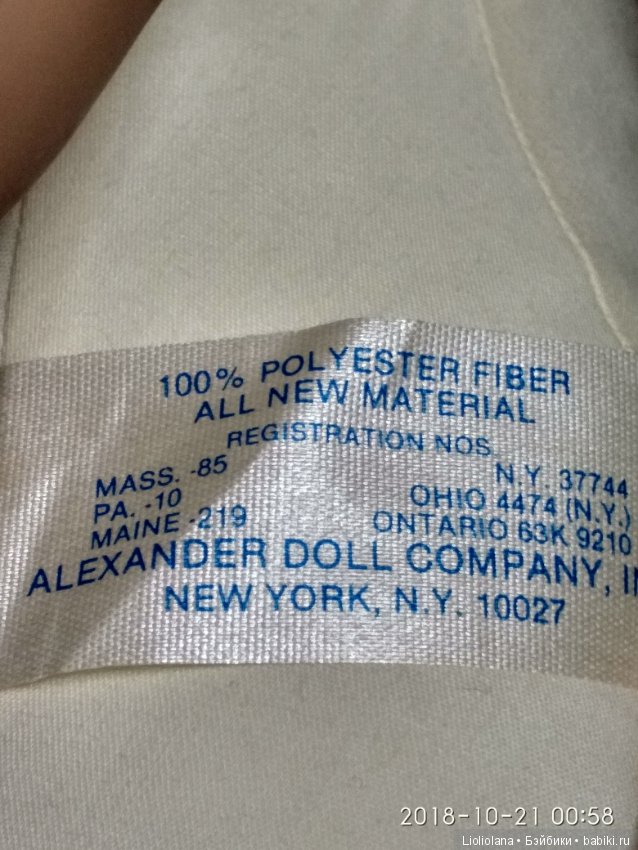 100% POLYESTER FIBER
ALL NEW MATERIAL
REGISTRATION NOS.
MASS. -85 N.Y. 37744
PA. -10 OHIO 4474 (N.Y.)
MAINE -219 ONTARIO 63K 9210
ALEXANDER DOLL COMPANY,
NEW YORK, N.Y. 10027
2018-10-21 00:58
Lioliolana • Бэйбики • babiki.ru